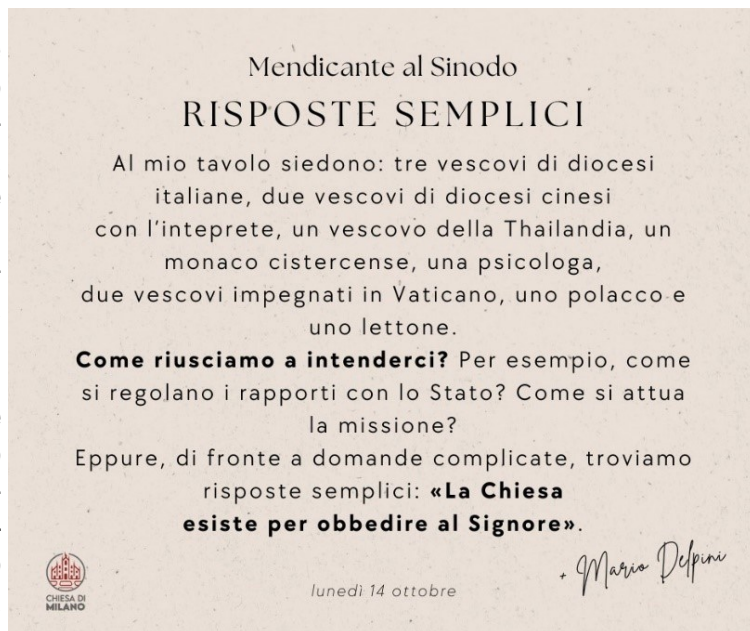 Mendicante al Sinodo
RISPOSTE SEMPLICI
Al mio tavolo siedono: tre vescovi di diocesi
italiane, due vescovi di diocesi cinesi
con l'inteprete, un vescovo della Thailandia, un
monaco cistercense, una psicologa,
due vescovi impegnati in Vaticano, uno polacco e
uno lettone.
Come riusciamo a intenderci? Per esempio, come
si regolano i rapporti con lo Stato? Come si attua
la missione?
Eppure, di fronte a domande complicate, troviamo
risposte semplici: «La Chiesa
esiste per obbedire al Signore».
+ Mario Delpini
lunedì 14 ottobre
CHIESA DI
MILANO